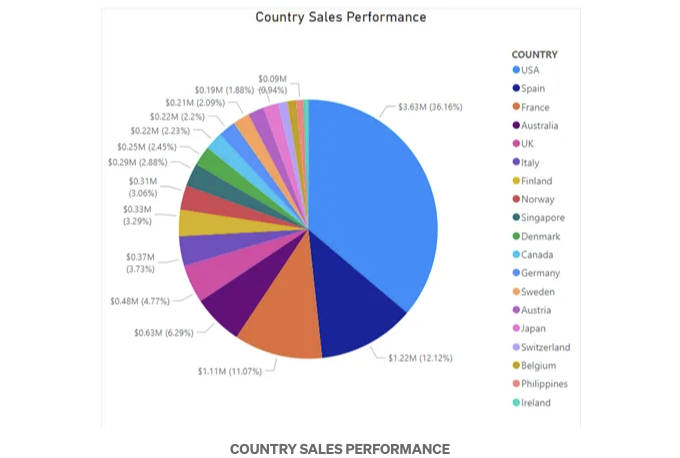 Country Sales Performance
COUNTRY
USA
Spain
France
Australia
UK
Italy
Finland
Norway
Singapore
Denmark
Canada
Germany
Sweden
Austria
Japan
Switzerland
Belgium
Philippines
Ireland
$3.63M (36.16%)
$1.22M (12.12%)
$1.11M (11.07%)
$0.63M (6.29%)
$0.48M (4.77%)
$0.37M
(3.73%)
$0.33M
(3.29%)
$0.31M
(3.06%)
$0.29M (2.88%)
$0.25M (2.45%)
$0.22M (2.23%)
$0.22M (2.2%)
$0.21M (2.09%)
$0.19M (1.88%)
$0.09M
(0.94%)
COUNTRY SALES PERFORMANCE